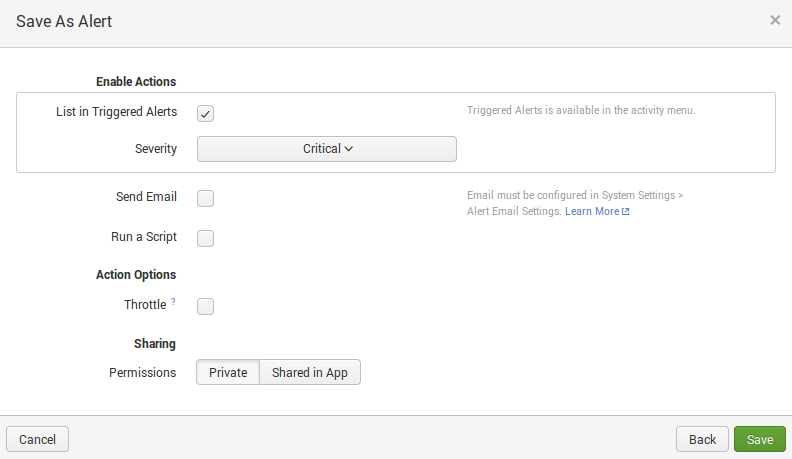 Save As Alert ×
Enable Actions
List in Triggered Alerts
Triggered Alerts is available in the activity menu.
Severity Critical
Send Email
Email must be configured in System Settings >
Alert Email Settings. Learn More
Run a Script
Action Options
Throttle ?
Sharing
Permissions Private Shared in App
Cancel Back Save